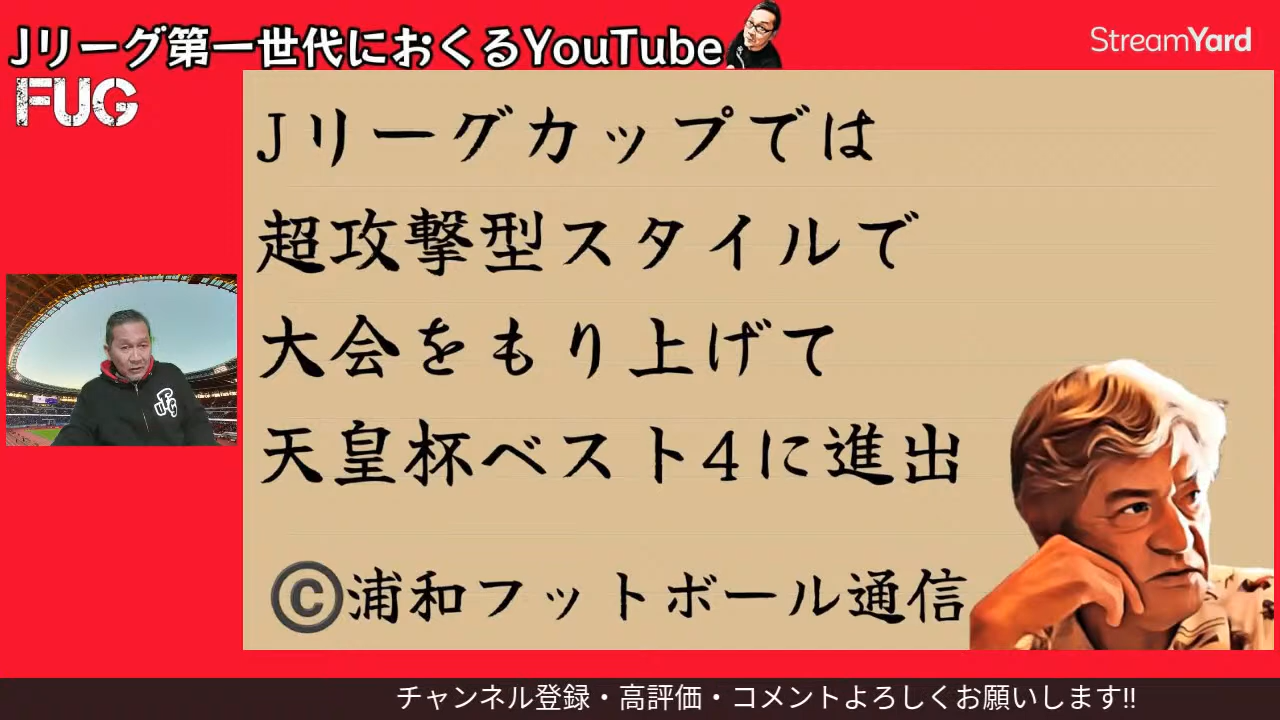 Jリーグ第一世代におくるYouTube
StreamYard
FUG
Jリーグカップでは
超攻撃型スタイルで
大会をもり上げて
天皇杯ベスト4に進出
©浦和フットボール通信
チャンネル登録・高評価・コメントよろしくお願いします!!